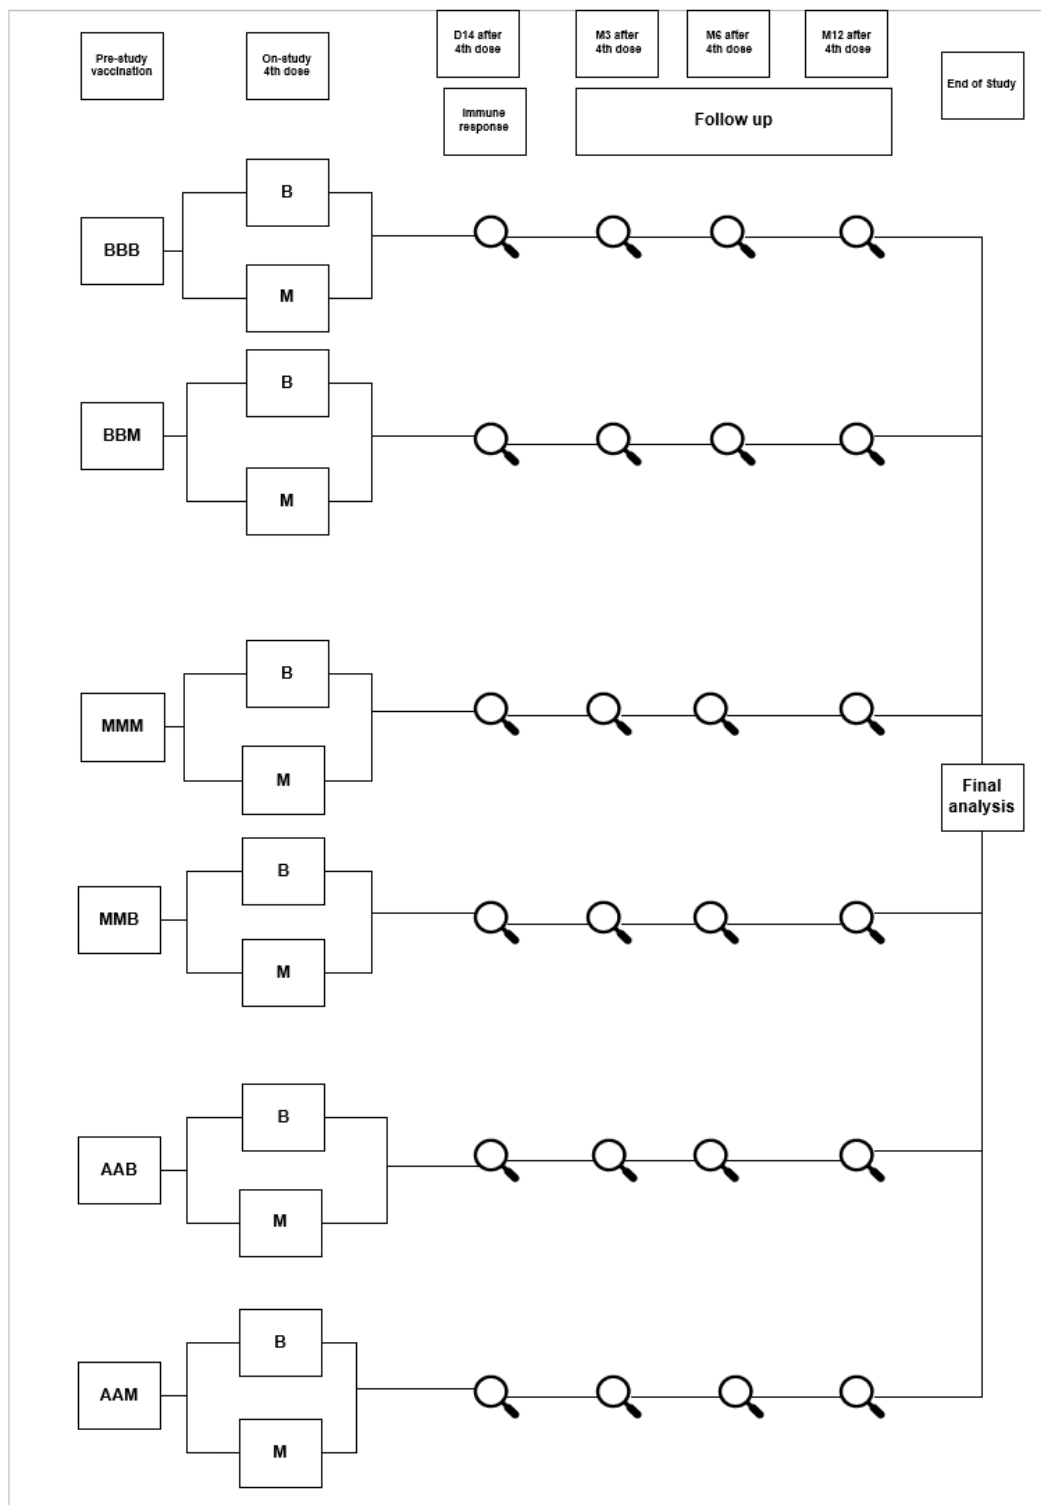 Pre-study
vaccination
On-study
4th dose
D14 after
4th dose
M3 after
4th dose
M6 after
4th dose
M12 after
4th dose
End of Study
Immune
response
Follow up
BBB
B
M
BBM
B
M
MMM
B
M
Final
analysis
MMB
B
M
AAB
B
M
AAM
B
M